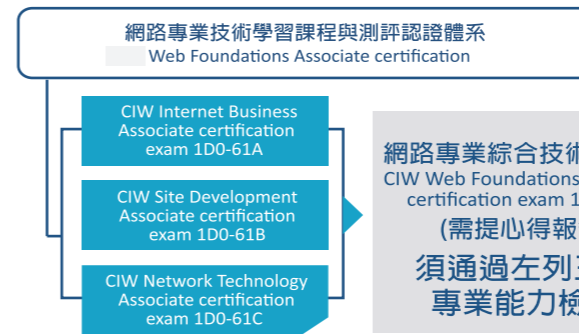 網路專業技術學習課程與測評認證體系
Web Foundations Associate certification
CIW Internet Business
Associate certification
exam 1D0-61A
CIW Site Development
Associate certification
exam 1D0-61B
CIW Network Technology
Associate certification
exam 1D0-61C
網路專業綜合技術
CIW Web Foundations
certification exam 1
(需提心得報
須通過左列三
專業能力檢